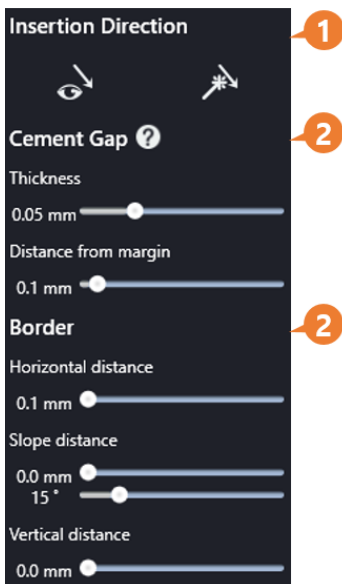 Insertion Direction
1
Cement Gap ?
2
Thickness
0.05 mm
Distance from margin
0.1 mm
Border
2
Horizontal distance
0.1 mm
Slope distance
0.0 mm
15 °
Vertical distance
0.0 mm